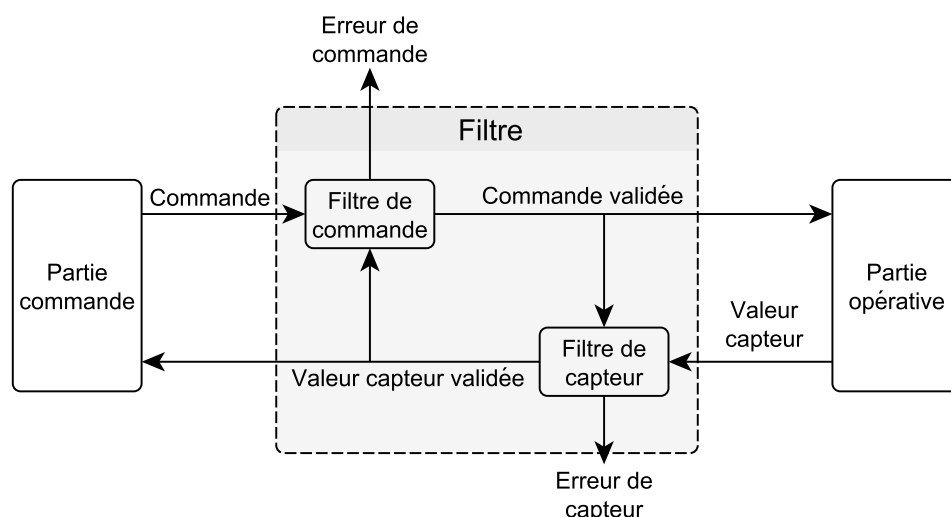 Erreur de
commande
Filtre
Commande
Filtre de
commande
Commande validée
Partie
commande
Partie
opérative
Valeur
capteur
Filtre de
capteur
Valeur capteur validée
Erreur de
capteur